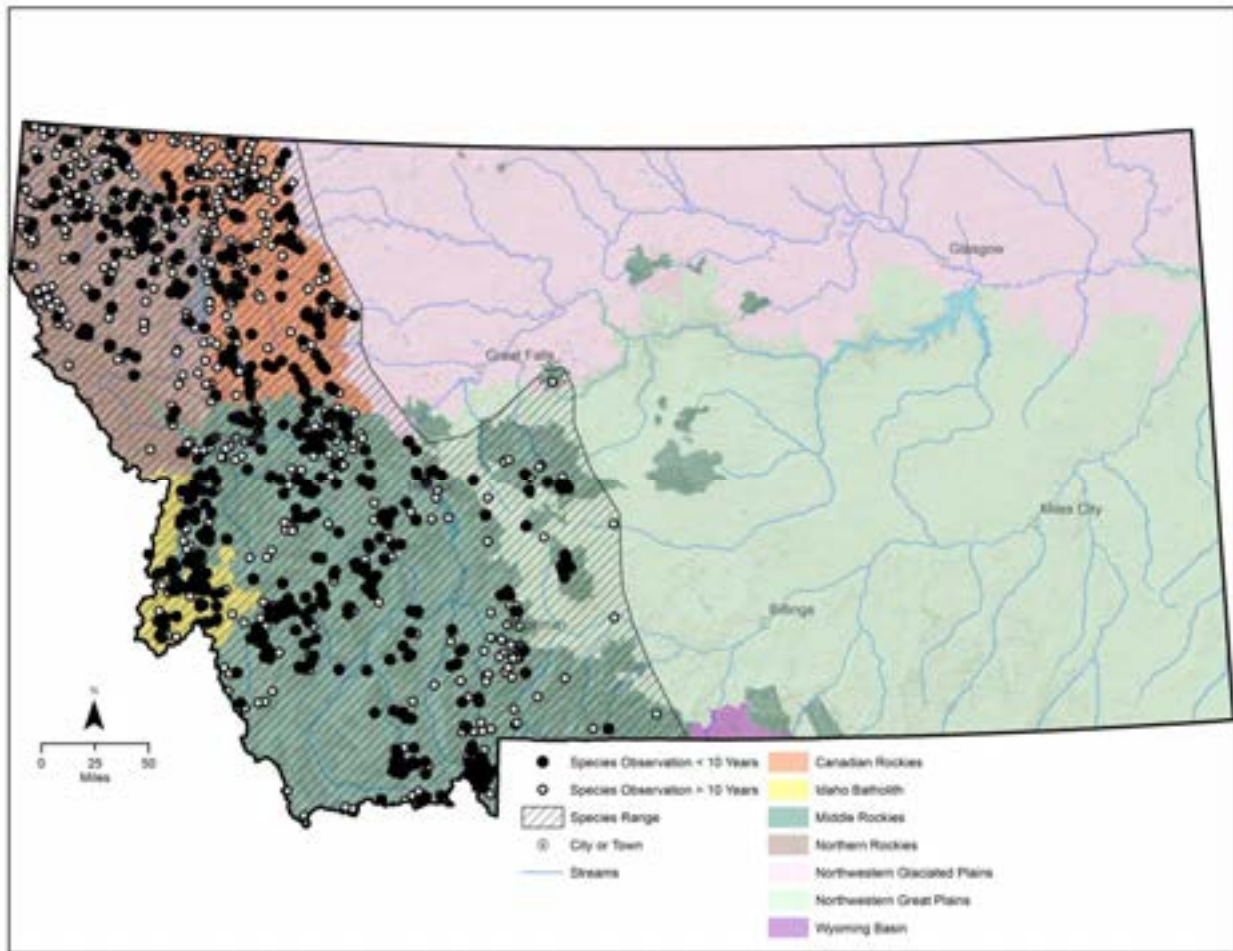 Glasgow
Great Falls
Miles City
Billings
N
0 25 50
Miles
Species Observation < 10 Years
Species Observation > 10 Years
Species Range
City or Town
Streams
Canadian Rockies
Idaho Batholith
Middle Rockies
Northern Rockies
Northwestern Glaciated Plains
Northwestern Great Plains
Wyoming Basin